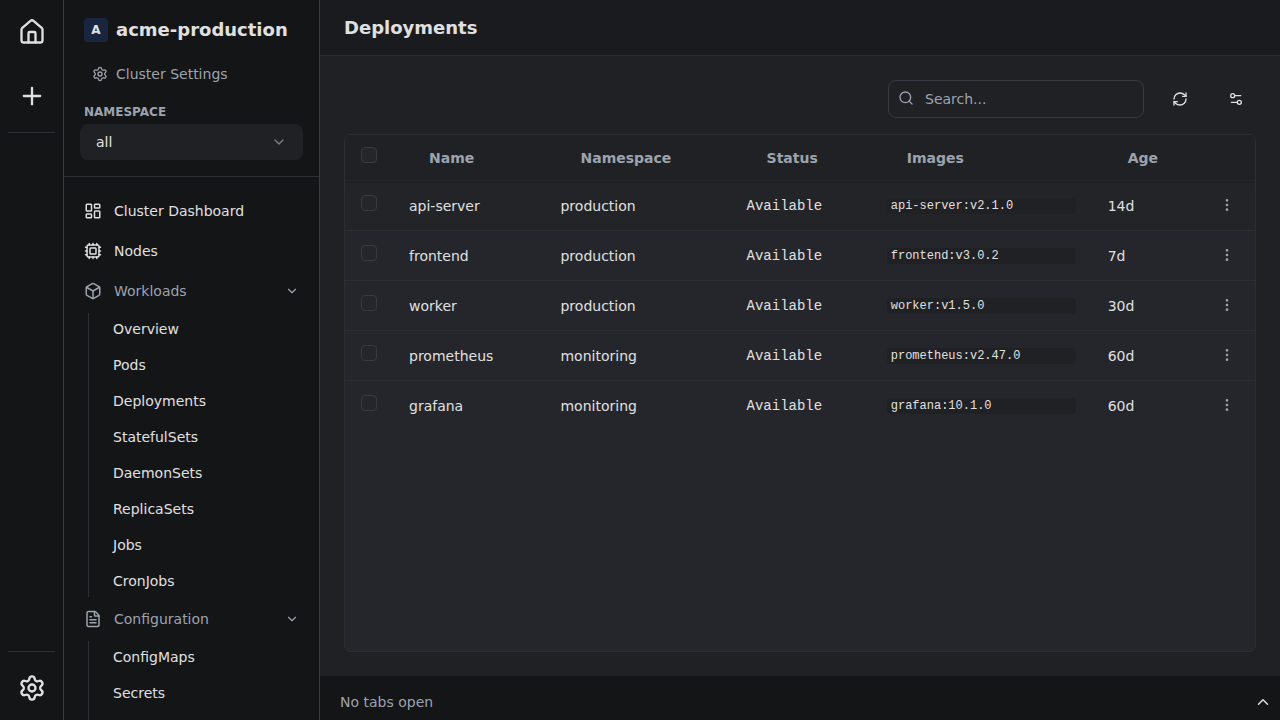 A acme-production
Cluster Settings
NAMESPACE
all
Cluster Dashboard
Nodes
Workloads
Overview
Pods
Deployments
StatefulSets
DaemonSets
ReplicaSets
Jobs
CronJobs
Configuration
ConfigMaps
Secrets
Deployments
Search...
Name Namespace Status Images Age
api-server production Available api-server:v2.1.0 14d
frontend production Available frontend:v3.0.2 7d
worker production Available worker:v1.5.0 30d
prometheus monitoring Available prometheus:v2.47.0 60d
grafana monitoring Available grafana:10.1.0 60d
No tabs open